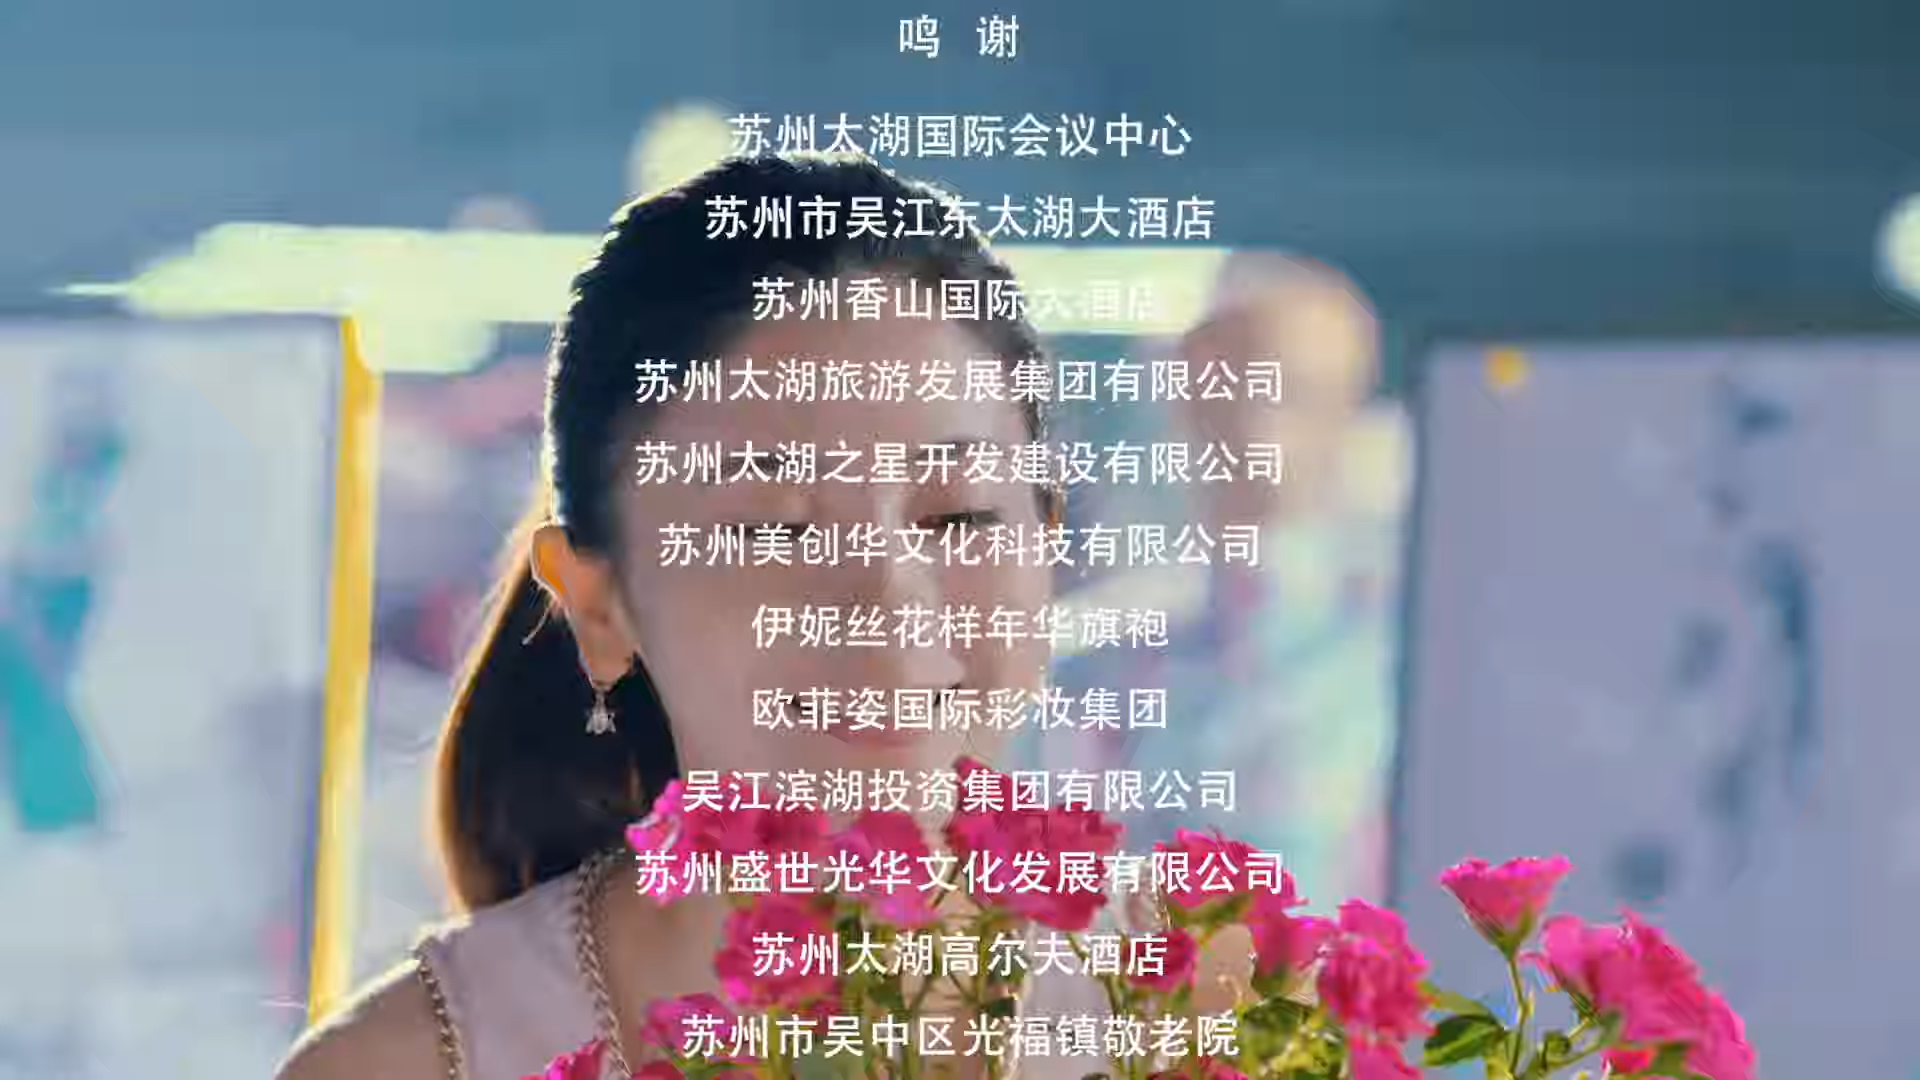 鸣 谢
苏州太湖国际会议中心
苏州市吴江东太湖大酒店
苏州香山国际大酒店
苏州太湖旅游发展集团有限公司
苏州太湖之星开发建设有限公司
苏州美创华文化科技有限公司
伊妮丝花样年华旗袍
欧菲姿国际彩妆集团
吴江滨湖投资集团有限公司
苏州盛世光华文化发展有限公司
苏州太湖高尔夫酒店
苏州市吴中区光福镇敬老院